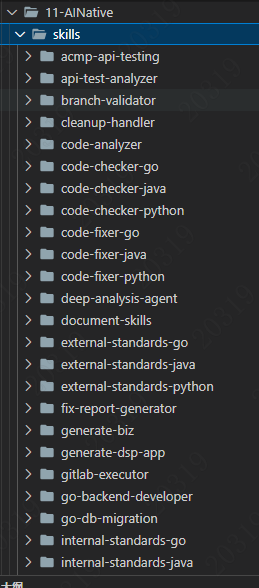 11-AINative
skills
acmp-api-testing
api-test-analyzer
branch-validator
cleanup-handler
code-analyzer
code-checker-go
code-checker-java
code-checker-python
code-fixer-go
code-fixer-java
code-fixer-python
deep-analysis-agent
document-skills
external-standards-go
external-standards-java
external-standards-python
fix-report-generator
generate-biz
generate-dsp-app
gitlab-executor
go-backend-developer
go-db-migration
internal-standards-go
internal-standards-java